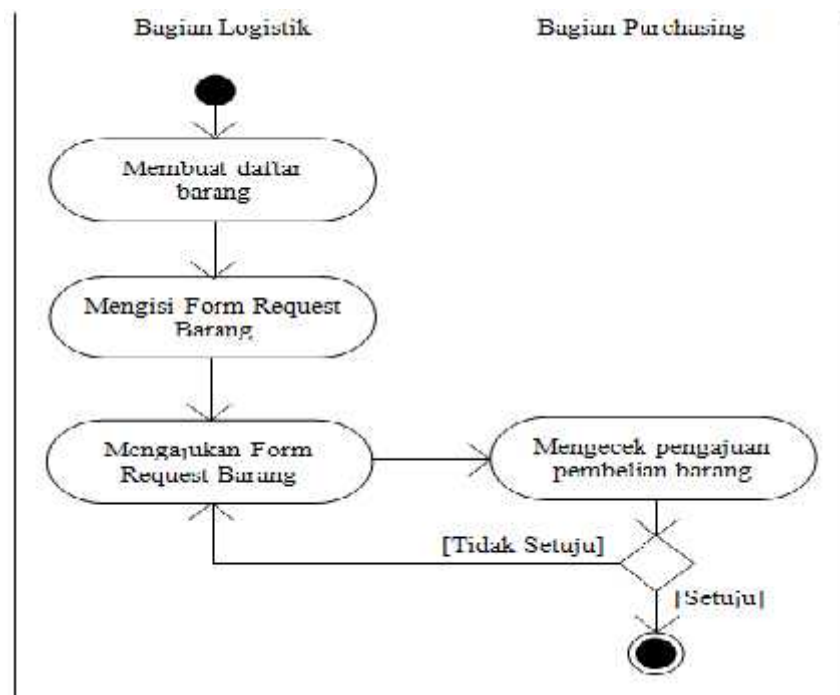 Bagian Logistik
Bagian Purchasing
Membuat daftar
barang
Mengisi Form Request
Barang
Mengajukan Form
Request Barang
Mengecek pengajuan
pembelian barang
[Tidak Setuju]
[Setuju]